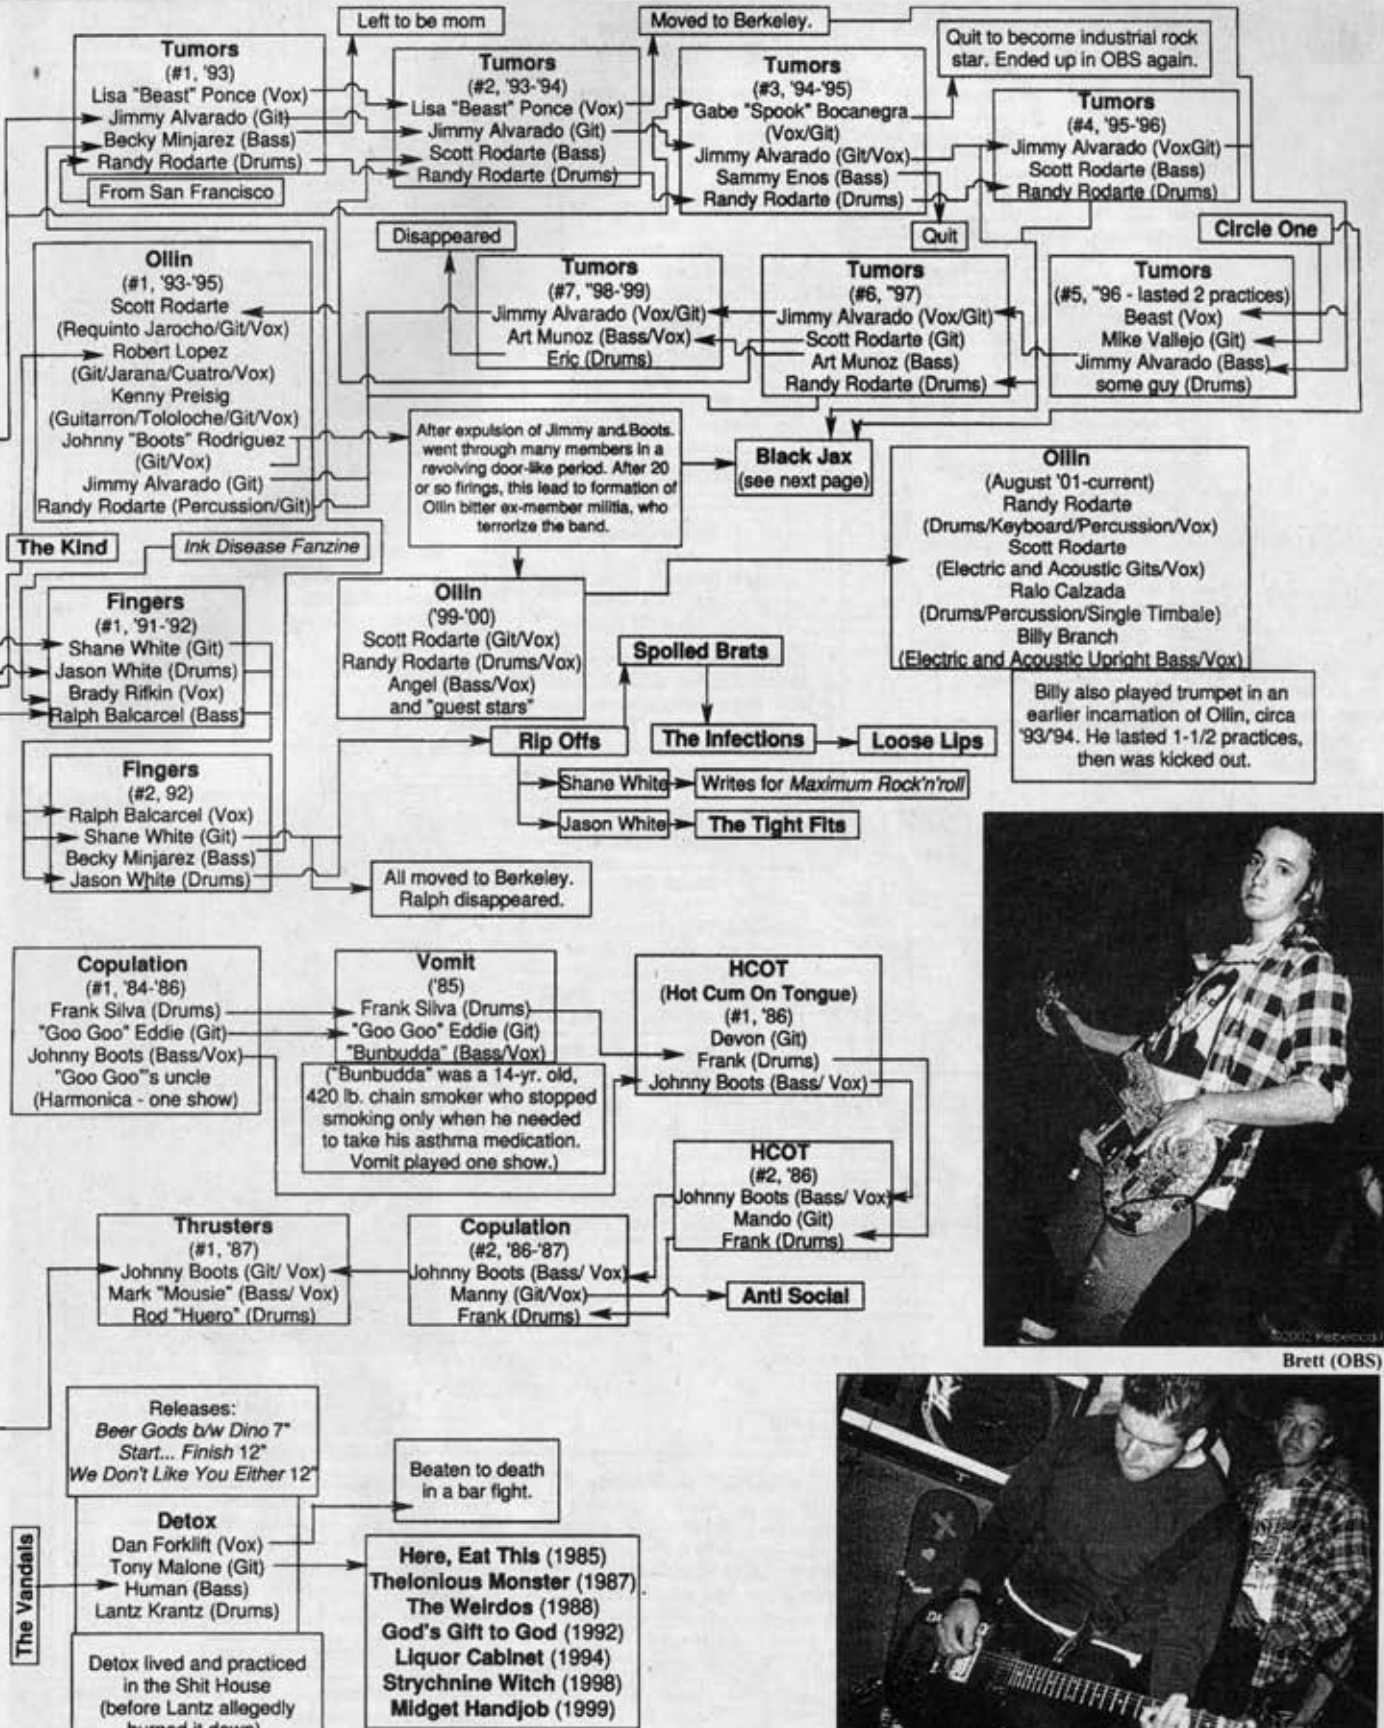 Left to be mom
Moved to Berkeley.
Quit to become industrial rock
star. Ended up in OBS again.
Tumors
(#1, '93)
Lisa "Beast" Ponce (Vox)
Jimmy Alvarado (Git)
Becky Minjarez (Bass)
Randy Rodarte (Drums)
From San Francisco
Tumors
(#2, '93-'94)
Lisa "Beast" Ponce (Vox)
Jimmy Alvarado (Git)
Scott Rodarte (Bass)
Randy Rodarte (Drums)
Tumors
(#3, '94-'95)
Gabe "Spook" Bocanegra
(Vox/Git)
Jimmy Alvarado (Git/Vox)
Sammy Enos (Bass)
Randy Rodarte (Drums)
Tumors
(#4, '95-'96)
Jimmy Alvarado (VoxGit)
Scott Rodarte (Bass)
Randy Rodarte (Drums)
Disappeared
Quit
Circle One
Ollin
(#1, '93-'95)
Scott Rodarte
(Requinto Jarocho/Git/Vox)
Robert Lopez
(Git/Jarana/Cuatro/Vox)
Kenny Preisig
(Guitarron/Tololoche/Git/Vox)
Johnny "Boots" Rodriguez
(Git/Vox)
Jimmy Alvarado (Git)
Randy Rodarte (Percussion/Git)
Tumors
(#7, "98-'99)
Jimmy Alvarado (Vox/Git)
Art Munoz (Bass/Vox)
Eric (Drums)
Tumors
(#6, "97)
Jimmy Alvarado (Vox/Git)
Scott Rodarte (Git)
Art Munoz (Bass)
Randy Rodarte (Drums)
Tumors
(#5, "96 - lasted 2 practices)
Beast (Vox)
Mike Vallejo (Git)
Jimmy Alvarado (Bass)
some guy (Drums)
After expulsion of Jimmy and Boots.
went through many members in a
revolving door-like period. After 20
or so firings, this lead to formation of
Ollin bitter ex-member militia, who
terrorize the band.
Black Jax
(see next page)
Ollin
(August '01-current)
Randy Rodarte
(Drums/Keyboard/Percussion/Vox)
Scott Rodarte
(Electric and Acoustic Gits/Vox)
Ralo Calzada
(Drums/Percussion/Single Timbale)
Billy Branch
(Electric and Acoustic Upright Bass/Vox)
Billy also played trumpet in an
earlier incarnation of Ollin, circa
'93/'94. He lasted 1-1/2 practices,
then was kicked out.
The Kind
Ink Disease Fanzine
Fingers
(#1, '91-'92)
Shane White (Git)
Jason White (Drums)
Brady Rifkin (Vox)
Ralph Balcarcel (Bass)
Ollin
('99-'00)
Scott Rodarte (Git/Vox)
Randy Rodarte (Drums/Vox)
Angel (Bass/Vox)
and "guest stars"
Spoiled Brats
Rip Offs
The Infections
Loose Lips
Shane White
Writes for Maximum Rock'n'roll
Jason White
The Tight Fits
Fingers
(#2, 92)
Ralph Balcarcel (Vox)
Shane White (Git)
Becky Minjarez (Bass)
Jason White (Drums)
All moved to Berkeley.
Ralph disappeared.
Copulation
(#1, '84-'86)
Frank Silva (Drums)
"Goo Goo" Eddie (Git)
Johnny Boots (Bass/Vox)
"Goo Goo"'s uncle
(Harmonica - one show)
Vomit
('85)
Frank Silva (Drums)
"Goo Goo" Eddie (Git)
"Bunbudda" (Bass/Vox)
("Bunbudda" was a 14-yr. old,
420 lb. chain smoker who stopped
smoking only when he needed
to take his asthma medication.
Vomit played one show.)
HCOT
(Hot Cum On Tongue)
(#1, '86)
Devon (Git)
Frank (Drums)
Johnny Boots (Bass/ Vox)
HCOT
(#2, '86)
Johnny Boots (Bass/ Vox)
Mando (Git)
Frank (Drums)
Thrusters
(#1, '87)
Johnny Boots (Git/ Vox)
Mark "Mousie" (Bass/ Vox)
Rod "Huero" (Drums)
Copulation
(#2, '86-'87)
Johnny Boots (Bass/ Vox)
Manny (Git/Vox)
Frank (Drums)
Anti Social
©2002 Rebecca
Brett (OBS)
Releases:
Beer Gods b/w Dino 7"
Start... Finish 12"
We Don't Like You Either 12"
Beaten to death
in a bar fight.
The Vandals
Detox
Dan Forklift (Vox)
Tony Malone (Git)
Human (Bass)
Lantz Krantz (Drums)
Here, Eat This (1985)
Thelonious Monster (1987)
The Weirdos (1988)
God's Gift to God (1992)
Liquor Cabinet (1994)
Strychnine Witch (1998)
Midget Handjob (1999)
Detox lived and practiced
in the Shit House
(before Lantz allegedly
burned it down)